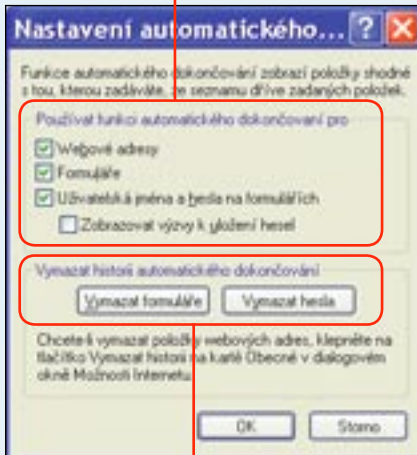 Nastavení automatického...
Funkce automatického dokončování zobrazí položky shodné
s tou, kterou zadáváte, ze seznamu dříve zadaných položek.
Používat funkci automatického dokončovaní pro
Webové adresy
Formuláře
Uživatelská jména a hesla na formulářích
Zobrazovat výzvy k uložení hesel
Vymazat historii automatického dokončování
Vymazat formuláře
Vymazat hesla
Chcete-li vymazat položky webových adres, klepněte na
tlačítko Vymazat historii na kartě Obecné v dialogovém
okně Možnosti Internetu.
OK
Storno